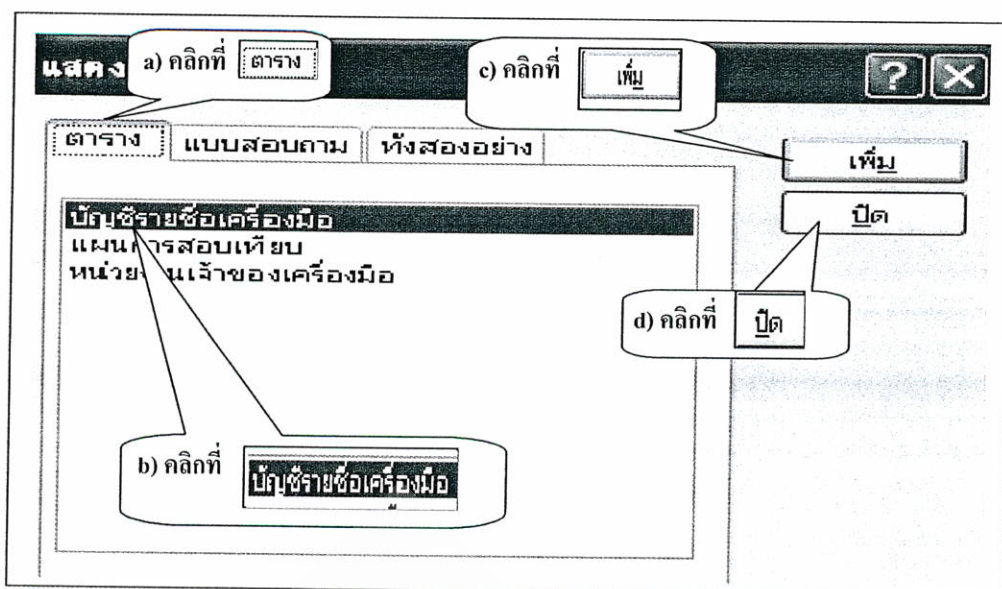 แสดง
a) คลิกที่ ตาราง
c) คลิกที่ เพิ่ม
ตาราง แบบสอบถาม ทั้งสองอย่าง
เพิ่ม
ปิด
บัญชีรายชื่อเครื่องมือ
แผนการสอบเทียบ
หน่วยงานเจ้าของเครื่องมือ
d) คลิกที่ ปิด
b) คลิกที่ บัญชีรายชื่อเครื่องมือ